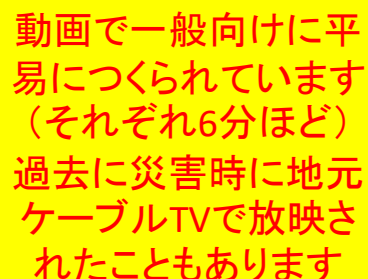 動画で一般向けに平
易につくられています
（それぞれ6分ほど）
過去に災害時に地元
ケーブルTVで放映さ
れたこともあります